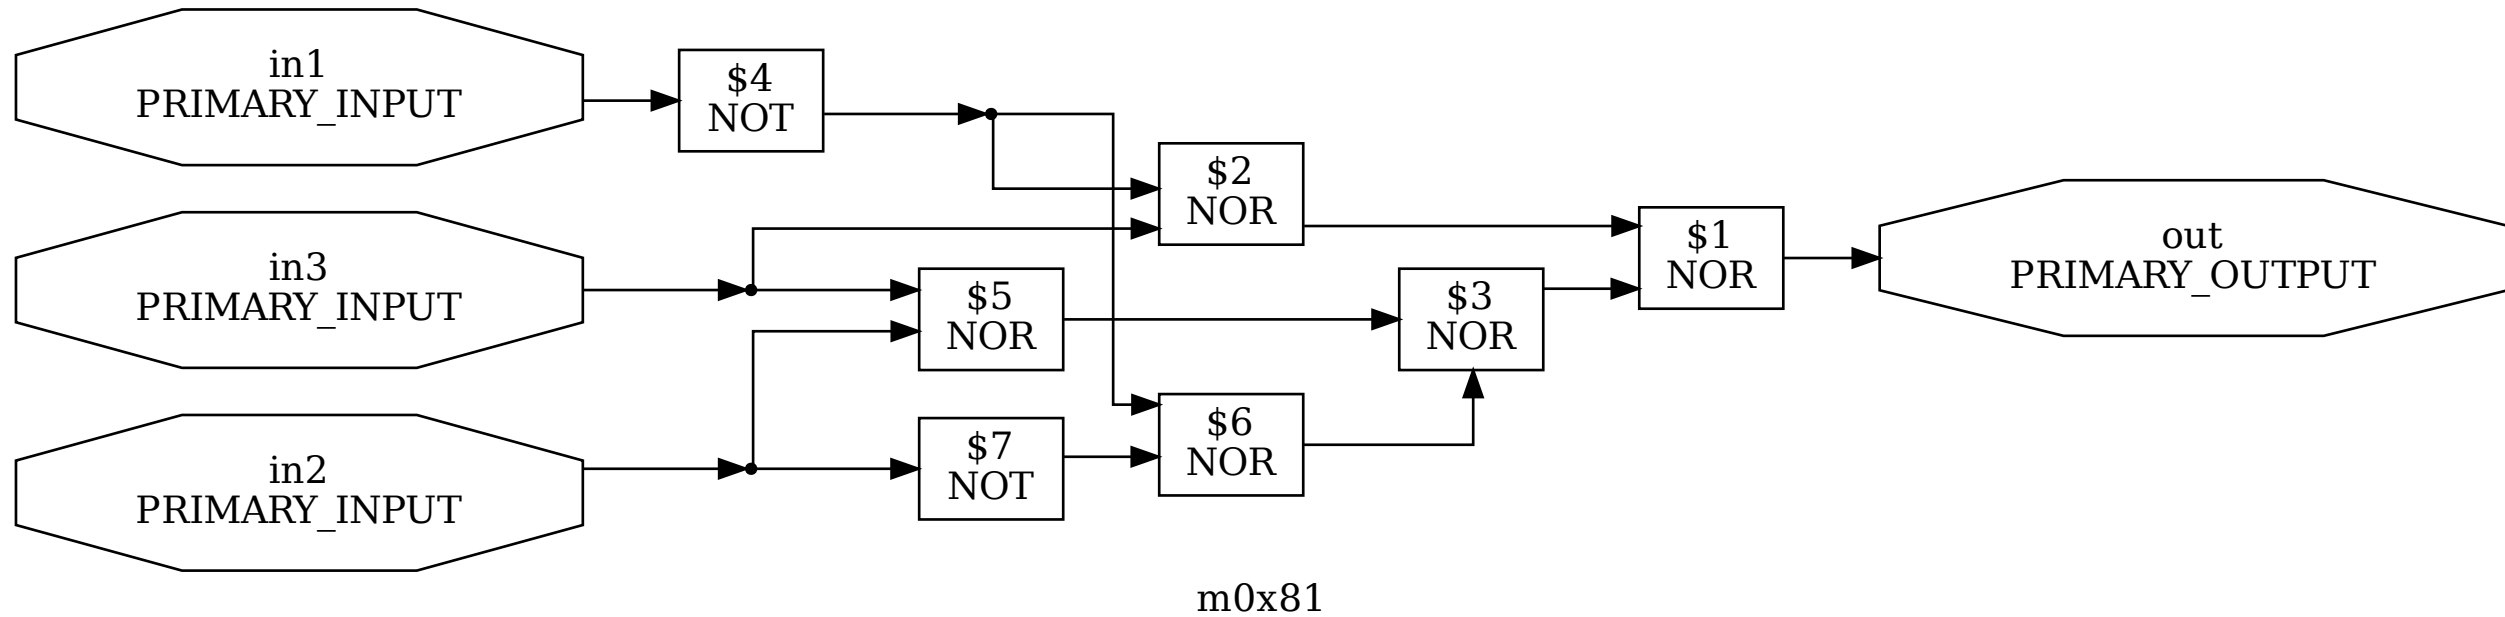 in1
PRIMARY_INPUT
$4
NOT
$2
NOR
in3
PRIMARY_INPUT
$5
NOR
$3
NOR
$1
NOR
out
PRIMARY_OUTPUT
in2
PRIMARY_INPUT
$7
NOT
$6
NOR
m0x81